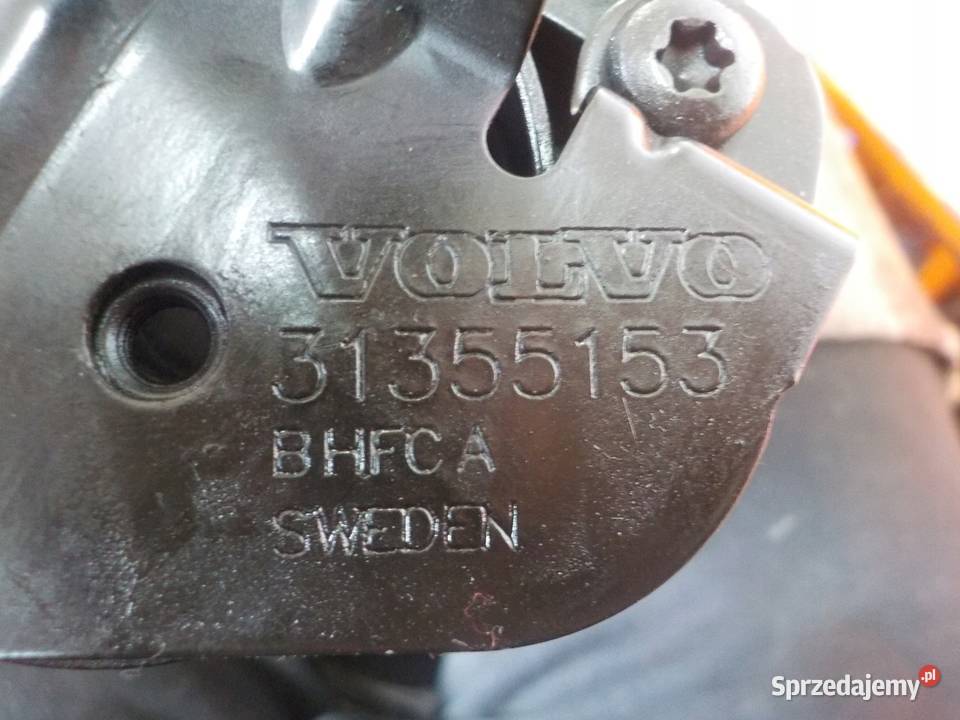 VOLVO
31355153
BHFC A
SWEDEN
Sprzedajemy.pl